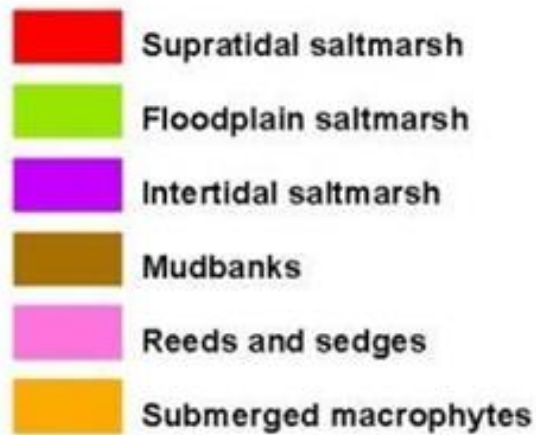 Supratidal saltmarsh
Floodplain saltmarsh
Intertidal saltmarsh
Mudbanks
Reeds and sedges
Submerged macrophytes